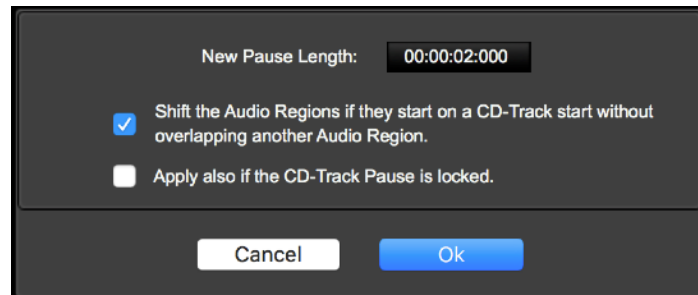 New Pause Length: 00:00:02:000
Shift the Audio Regions if they start on a CD-Track start without
overlapping another Audio Region.
Apply also if the CD-Track Pause is locked.
Cancel Ok